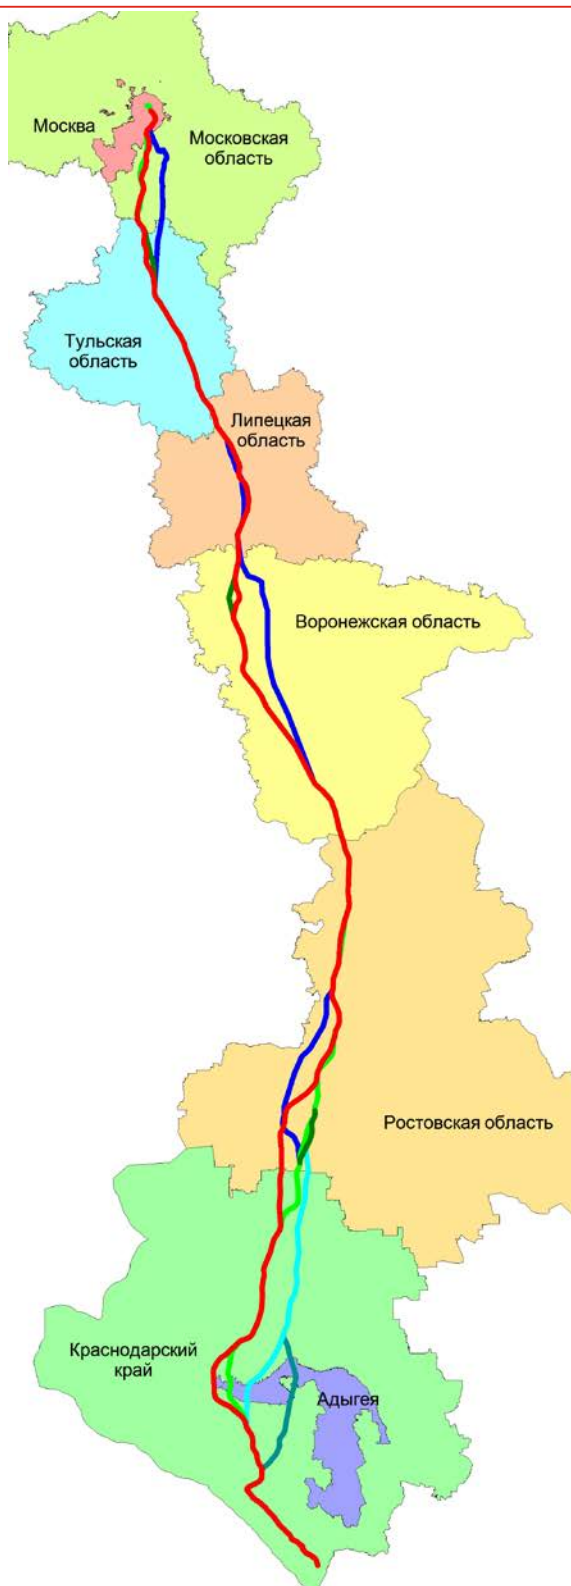 Москва
Московская
область
Тульская
область
Липецкая
область
Воронежская область
Ростовская область
Краснодарский
край
Адыгея